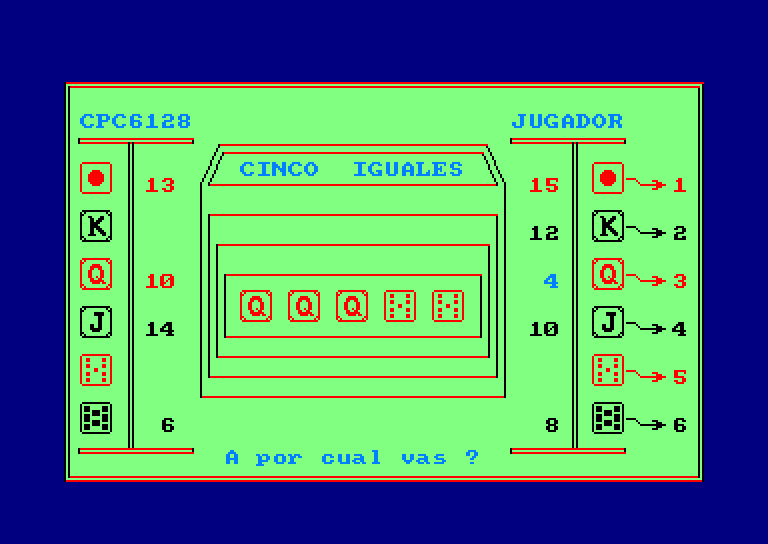 CPC6128 JUGADOR
CINCO IGUALES
13 15 1
K 12 K 2
Q 10 4 Q 3
Q Q Q
J 14 10 J 4
5
6 8 6
A por cual vas ?